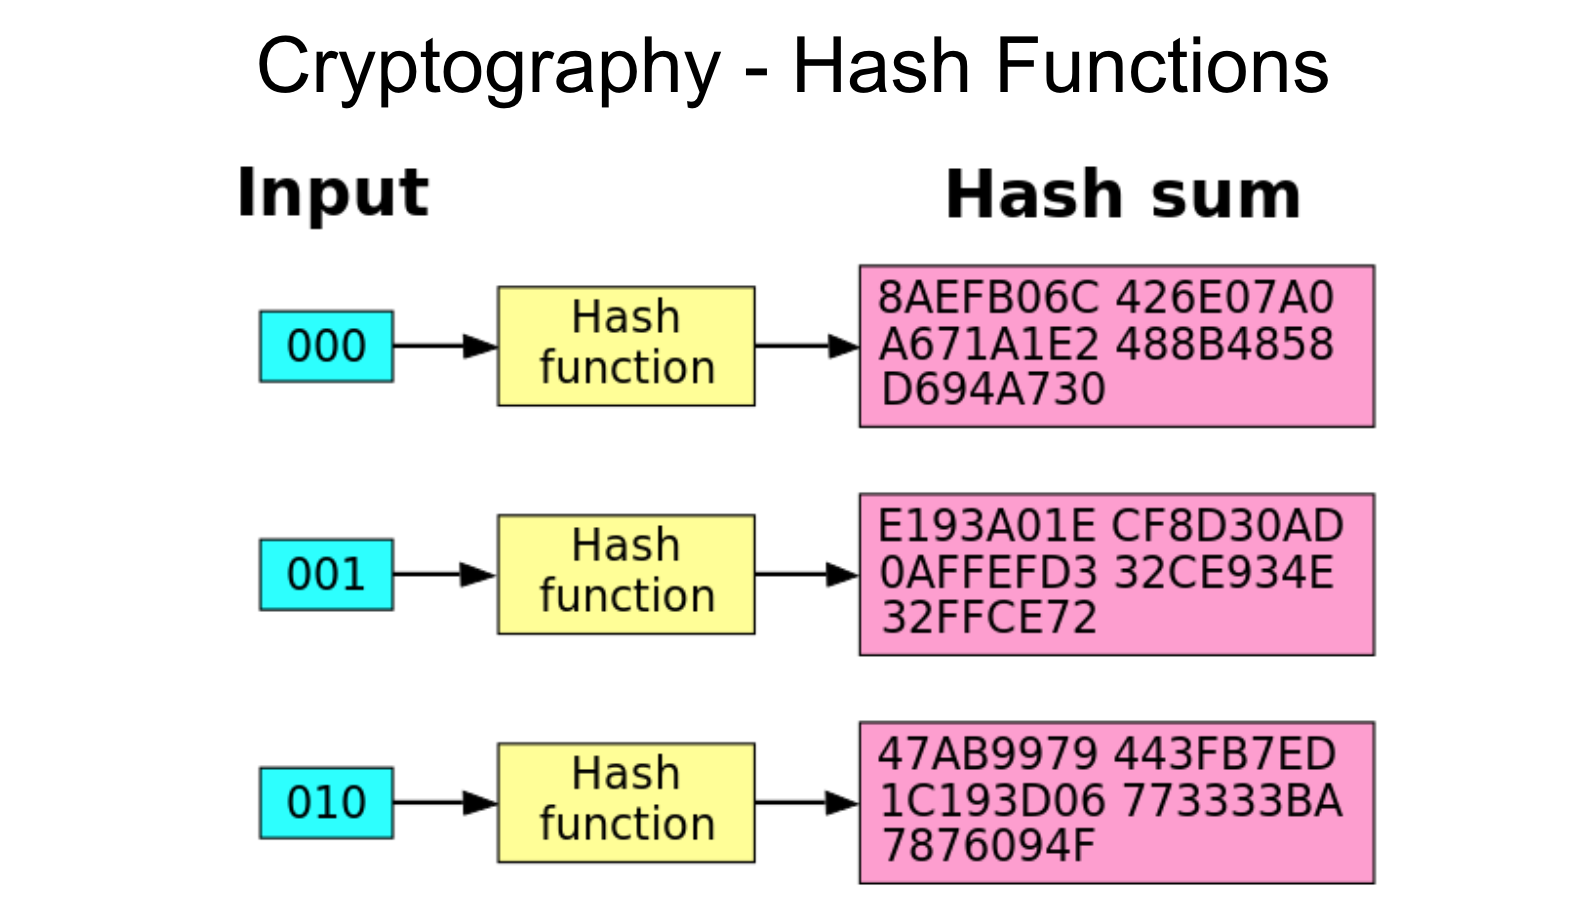 Cryptography - Hash Functions
Input
Hash sum
000
Hash
function
8AEFB06C 426E07A0
A671A1E2 488B4858
D694A730
001
Hash
function
E193A01E CF8D30AD
0AFFEFD3 32CE934E
32FFCE72
010
Hash
function
47AB9979 443FB7ED
1C193D06 773333BA
7876094F